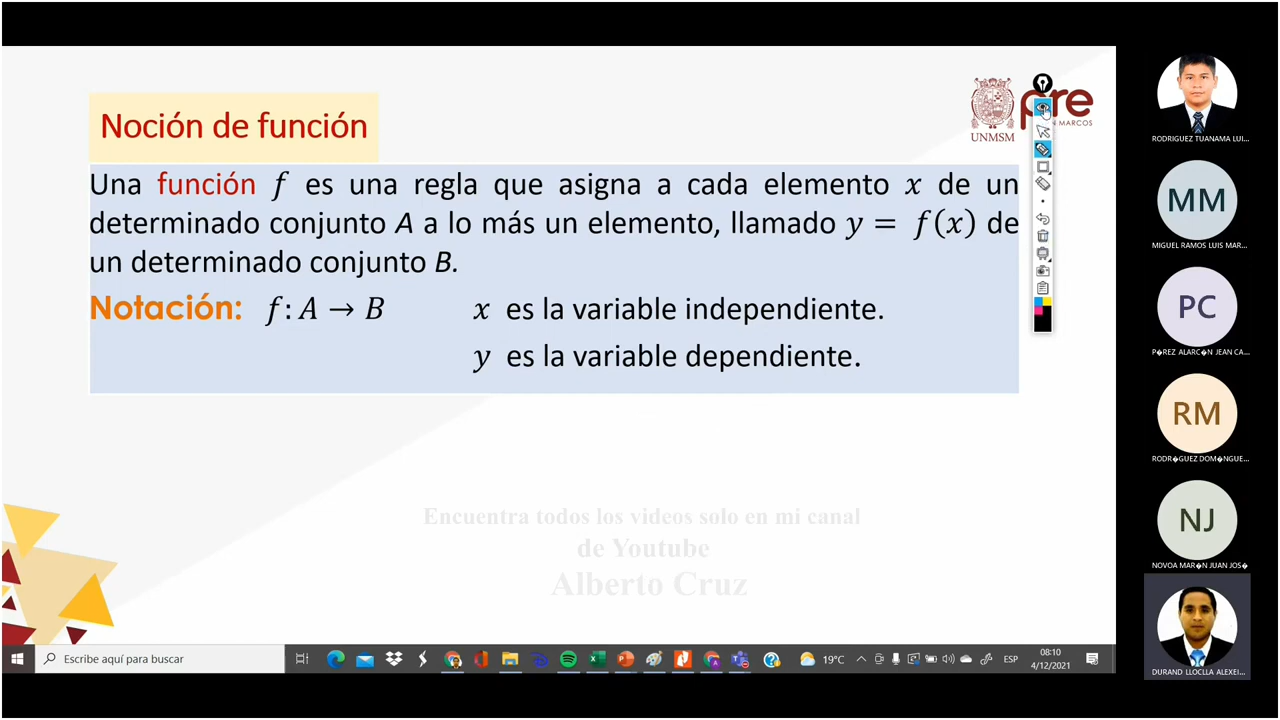 Noción de función
UNMSM
pre
N MARCOS
Una función f es una regla que asigna a cada elemento x de un
determinado conjunto A a lo más un elemento, llamado y = f(x) de
un determinado conjunto B.
Notación: f: A → B
x es la variable independiente.
y es la variable dependiente.
Encuentra todos los videos solo en mi canal
de Youtube
Alberto Cruz
RODRIGUEZ TUANAMA LUI...
MM
MIGUEL RAMOS LUIS MAR...
PC
P�REZ ALARC�N JEAN CA...
RM
RODR�GUEZ DOM�NGUE...
NJ
NOVOA MAR�N JUAN JOS�
DURAND LLOCLLA ALEXEI...
Escribe aquí para buscar
19°C
ESP
08:10
4/12/2021